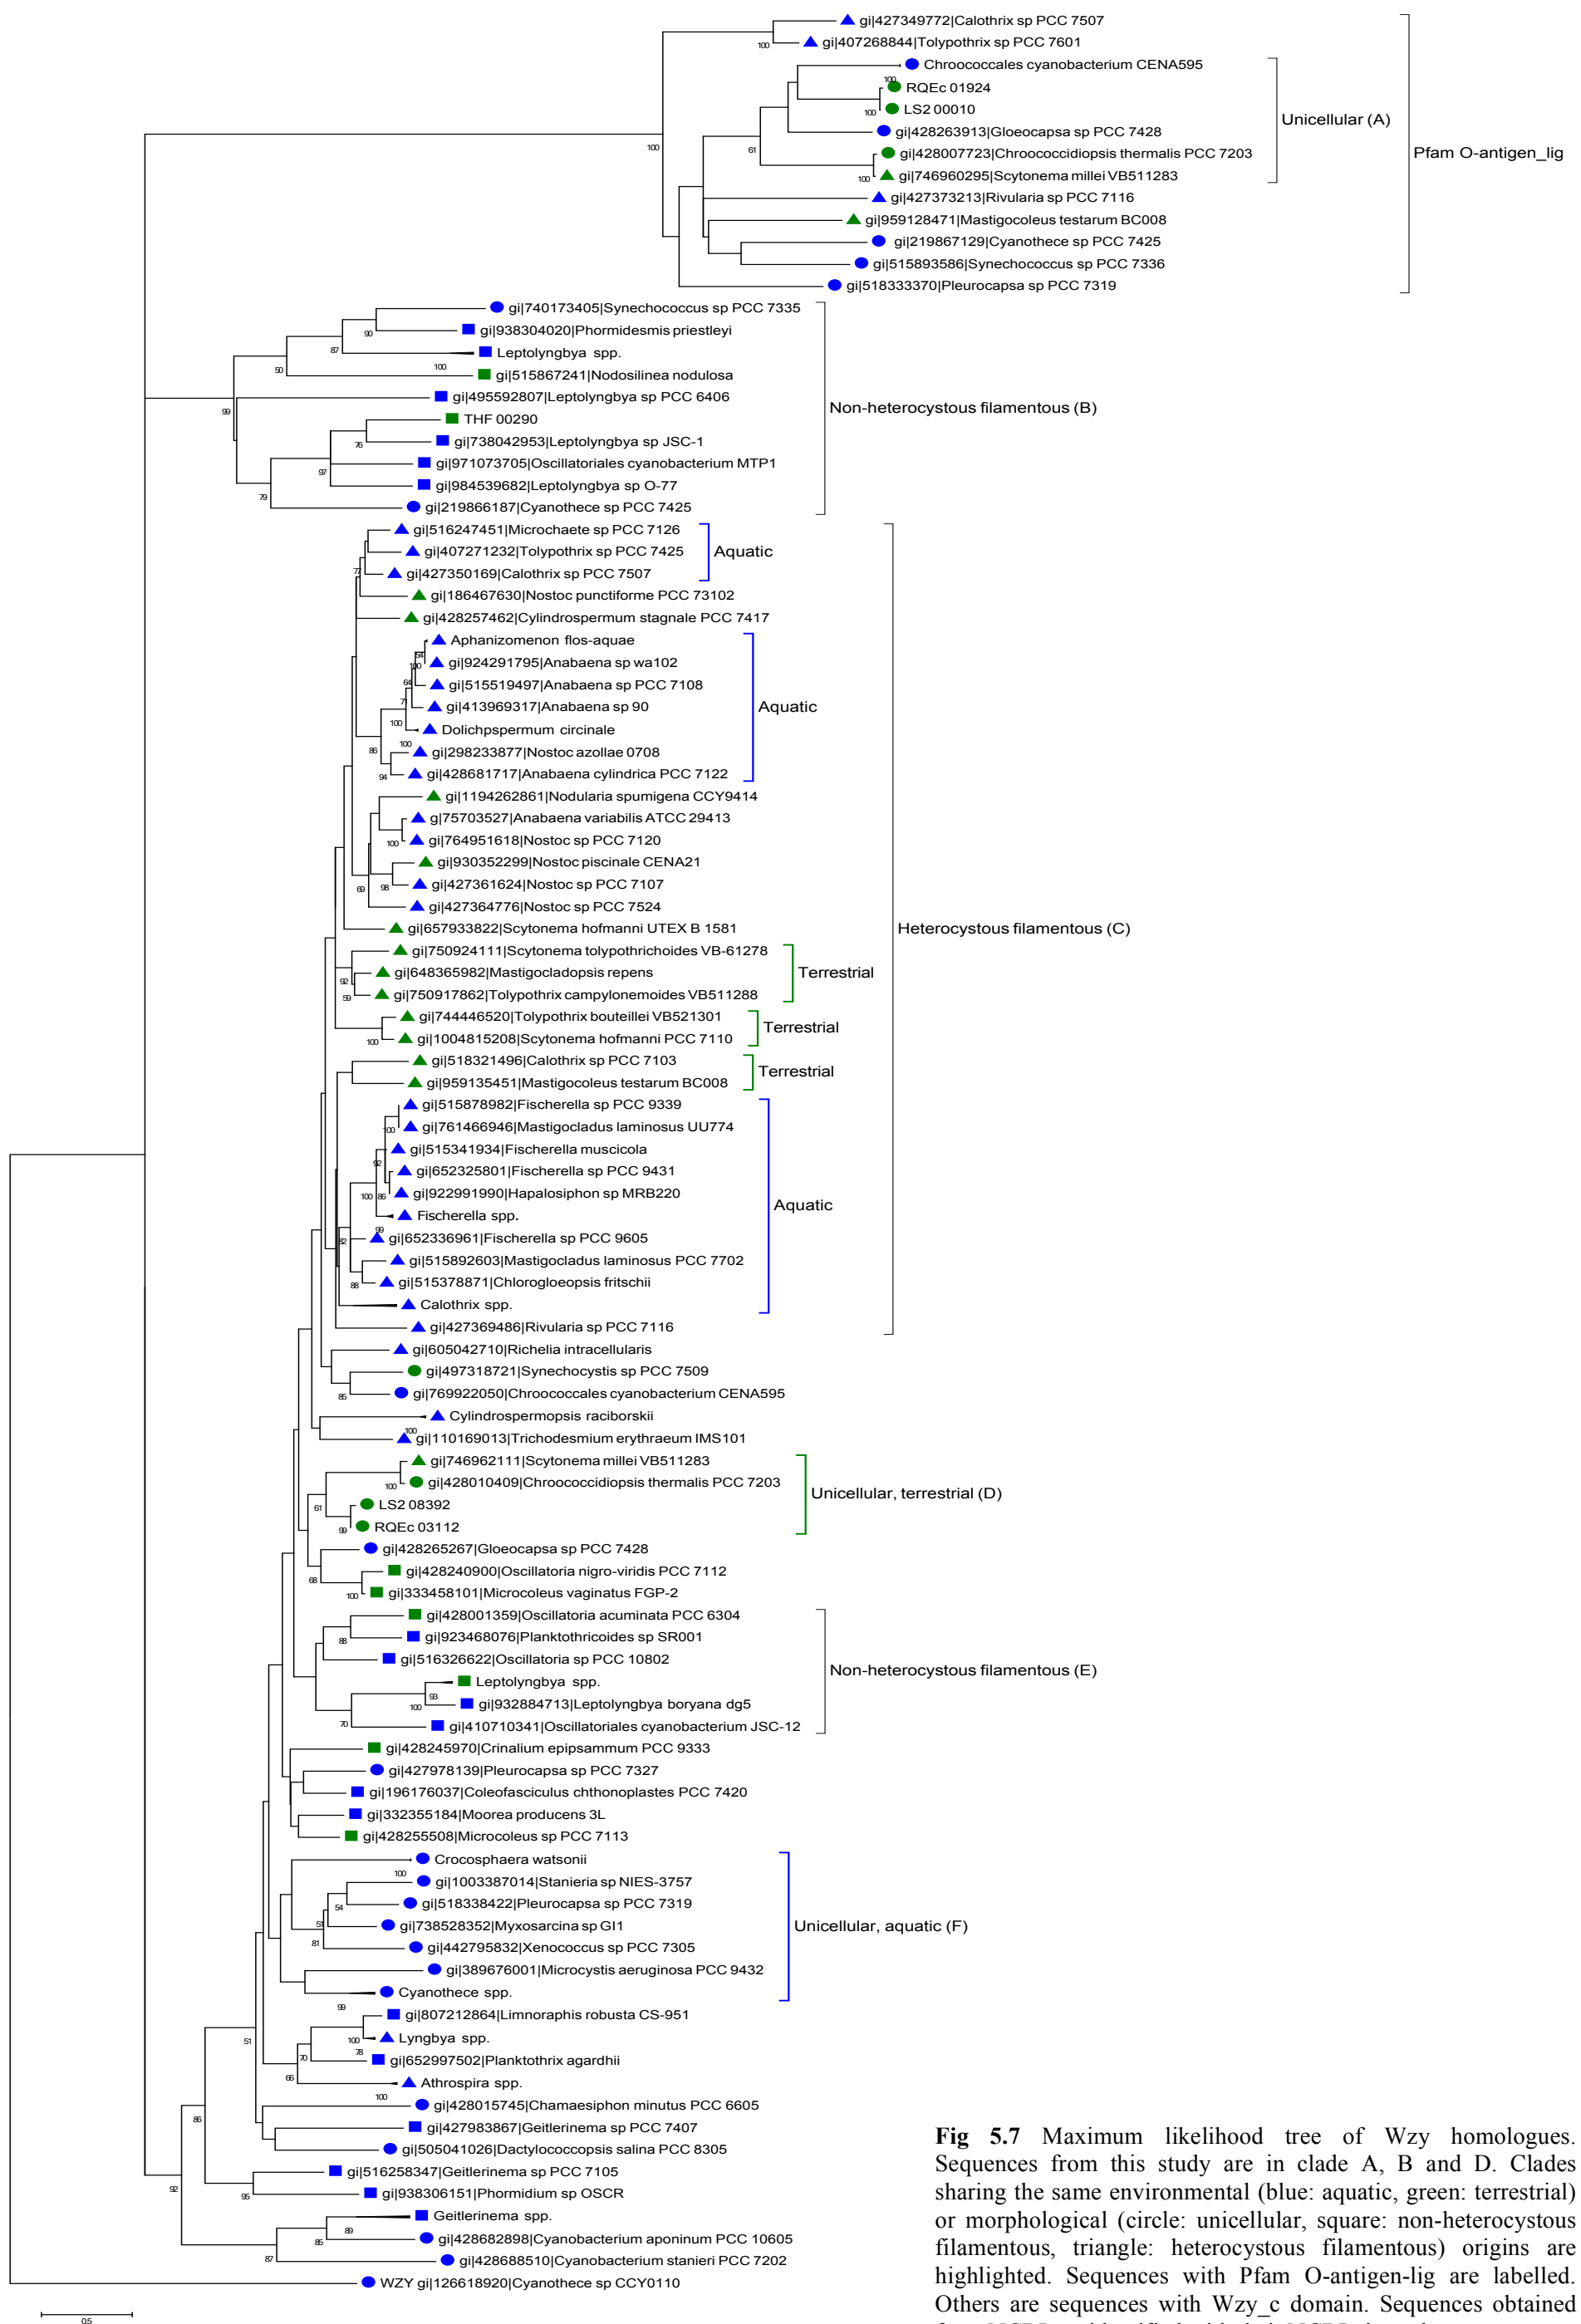 gi|427349772|Calothrix sp PCC 7507
100
gi|407268844|Tolypothrix sp PCC 7601
Chroococcales cyanobacterium CENA595
100
RQEc 01924
LS2 00010
100
Unicellular (A)
gi|428263913|Gloeocapsa sp PCC 7428
100
61
gi|428007723|Chroococcidiopsis thermalis PCC 7203
Pfam O-antigen_lig
gi|746960295|Scytonema millei VB511283
100
gi|427373213|Rivularia sp PCC 7116
gi|959128471|Mastigocoleus testarum BC008
gi|219867129|Cyanothece sp PCC 7425
gi|515893586|Synechococcus sp PCC 7336
gi|518333370|Pleurocapsa sp PCC 7319
gi|740173405|Synechococcus sp PCC 7335
90
gi|938304020|Phormidesmis priestleyi
87
Leptolyngbya spp.
100
50
gi|515867241|Nodosilinea nodulosa
gi|495592807|Leptolyngbya sp PCC 6406
99
Non-heterocystous filamentous (B)
THF 00290
76
gi|738042953|Leptolyngbya sp JSC-1
gi|971073705|Oscillatoriales cyanobacterium MTP1
97
gi|984539682|Leptolyngbya sp O-77
79
gi|219866187|Cyanothece sp PCC 7425
gi|516247451|Microchaete sp PCC 7126
gi|407271232|Tolypothrix sp PCC 7425
Aquatic
77
gi|427350169|Calothrix sp PCC 7507
gi|186467630|Nostoc punctiforme PCC 73102
gi|428257462|Cylindrospermum stagnale PCC 7417
Aphanizomenon flos-aquae
54
100
gi|924291795|Anabaena sp wa102
64
gi|515519497|Anabaena sp PCC 7108
71
gi|413969317|Anabaena sp 90
Aquatic
100
Dolichpspermum circinale
100
86
gi|298233877|Nostoc azollae 0708
94
gi|428681717|Anabaena cylindrica PCC 7122
gi|1194262861|Nodularia spumigena CCY9414
g|75703527|Anabaena variabilis ATCC 29413
100
gi|764951618|Nostoc sp PCC 7120
gi|930352299|Nostoc piscinale CENA21
69
98
gi|427361624|Nostoc sp PCC 7107
gi|427364776|Nostoc sp PCC 7524
gi|657933822|Scytonema hofmanni UTEX B 1581
Heterocystous filamentous (C)
gi|750924111|Scytonema tolypothrichoides VB-61278
92
gi|648365982|Mastigocladopsis repens
Terrestrial
59
gi|750917862|Tolypothrix campylonemoides VB511288
gi|744446520|Tolypothrix bouteillei VB521301
Terrestrial
100
gi|1004815208|Scytonema hofmanni PCC 7110
gi|518321496|Calothrix sp PCC 7103
Terrestrial
gi|959135451|Mastigocoleus testarum BC008
gi|515878982|Fischerella sp PCC 9339
100
gi|761466946|Mastigocladus laminosus UU774
gi|515341934|Fischerella muscicola
92
gi|652325801|Fischerella sp PCC 9431
100
86
gi|922991990|Hapalosiphon sp MRB220
Aquatic
Fischerella spp.
99
82
gi|652336961|Fischerella sp PCC 9605
gi|515892603|Mastigocladus laminosus PCC 7702
88
gi|515378871|Chlorogloeopsis fritschii
Calothrix spp.
gi|427369486|Rivularia sp PCC 7116
gi|605042710|Richelia intracellularis
gi|497318721|Synechocystis sp PCC 7509
85
gi|769922050|Chroococcales cyanobacterium CENA595
Cylindrospermopsis raciborskii
100
gi|110169013|Trichodesmium erythraeum IMS101
gi|746962111|Scytonema millei VB511283
100
gi|428010409|Chroococcidiopsis thermalis PCC 7203
Unicellular, terrestrial (D)
61
LS2 08392
99
RQEc 03112
gi|428265267|Gloeocapsa sp PCC 7428
68
gi|428240900|Oscillatoria nigro-viridis PCC 7112
100
gi|333458101|Microcoleus vaginatus FGP-2
gi|428001359|Oscillatoria acuminata PCC 6304
88
gi|923468076|Planktothricoides sp SR001
gi|516326622|Oscillatoria sp PCC 10802
Non-heterocystous filamentous (E)
Leptolyngbya spp.
93
100
gi|932884713|Leptolyngbya boryana dg5
70
gi|410710341|Oscillatoriales cyanobacterium JSC-12
gi|428245970|Crinalium epipsammum PCC 9333
gi|427978139|Pleurocapsa sp PCC 7327
gi|196176037|Coleofasciculus chthonoplastes PCC 7420
gi|332355184|Moorea producens 3L
gi|428255508|Microcoleus sp PCC 7113
Crocosphaera watsonii
100
gi|1003387014|Stanieria sp NIES-3757
54
gi|518338422|Pleurocapsa sp PCC 7319
51
gi|738528352|Myxosarcina sp GI1
Unicellular, aquatic (F)
81
gi|442795832|Xenococcus sp PCC 7305
gi|389676001|Microcystis aeruginosa PCC 9432
Cyanothece spp.
99
gi|807212864|Limnoraphis robusta CS-951
51
100
Lyngbya spp.
78
70
gi|652997502|Planktothrix agardhii
66
Athrospira spp.
100
gi|428015745|Chamaesiphon minutus PCC 6605
86
gi|427983867|Geitlerinema sp PCC 7407
gi|505041026|Dactylococcopsis salina PCC 8305
gi|516258347|Geitlerinema sp PCC 7105
92
95
gi|938306151|Phormidium sp OSCR
Geitlerinema spp.
89
85
gi|428682898|Cyanobacterium aponinum PCC 10605
87
gi|428688510|Cyanobacterium stanieri PCC 7202
WZY gi|126618920|Cyanothece sp CCY0110
0.5
Fig 5.7 Maximum likelihood tree of Wzy homologues.
Sequences from this study are in clade A, B and D. Clades
sharing the same environmental (blue: aquatic, green: terrestrial)
or morphological (circle: unicellular, square: non-heterocystous
filamentous, triangle: heterocystous filamentous) origins are
highlighted. Sequences with Pfam O-antigen-lig are labelled.
Others are sequences with Wzy_c domain. Sequences obtained